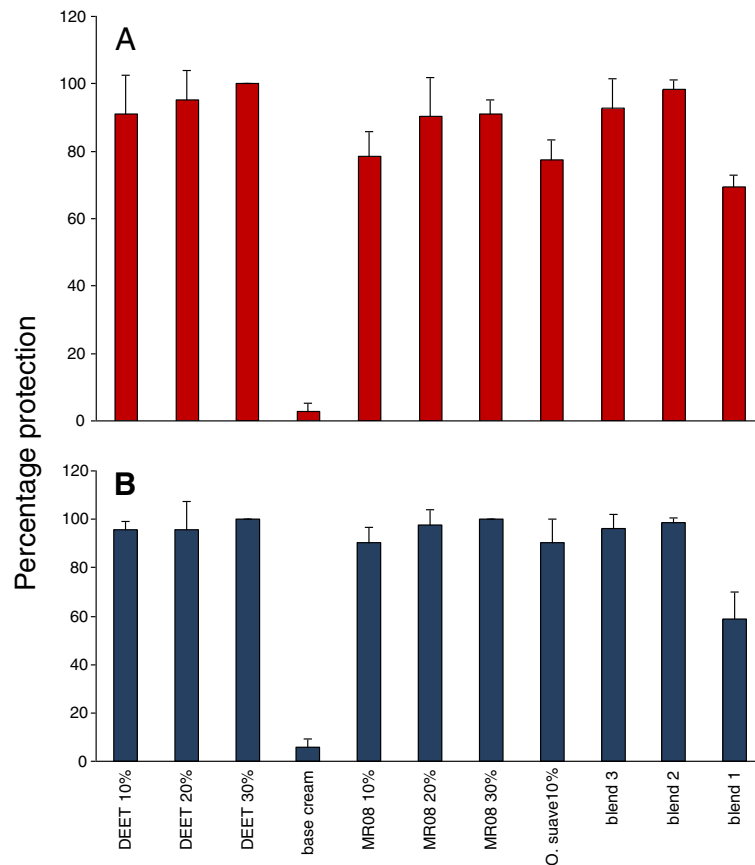 A
120
100
80
60
40
20
0
Percentage protection
B
120
100
80
60
40
20
0
DEET 10%
DEET 20%
DEET 30%
base cream
MR08 10%
MR08 20%
MR08 30%
O. suave10%
blend 3
blend 2
blend 1